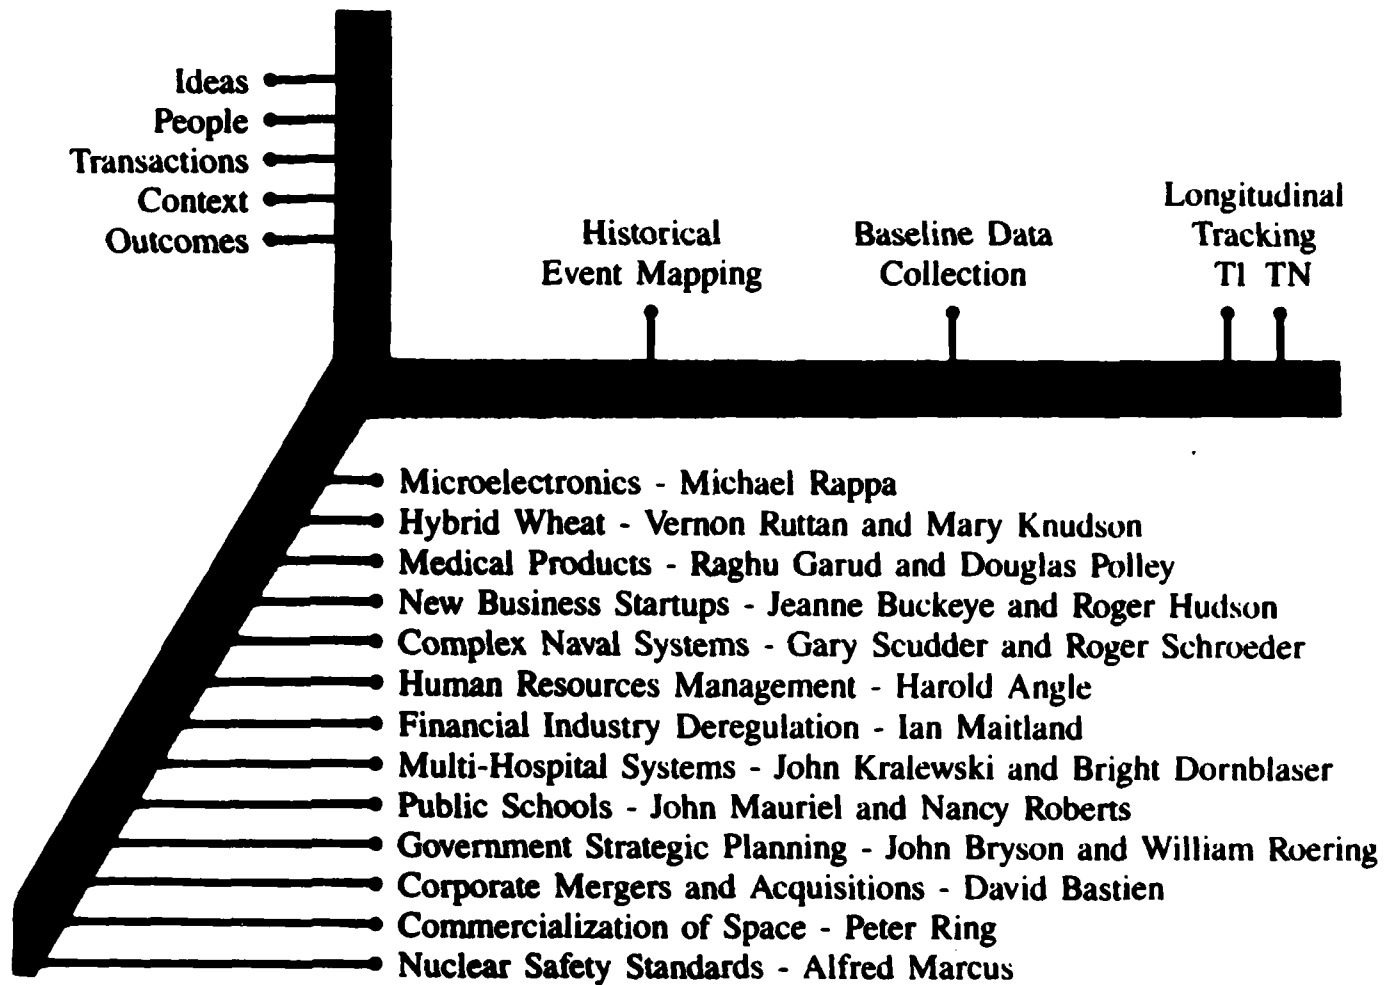 Ideas
People
Transactions
Context
Outcomes
Historical
Event Mapping
Baseline Data
Collection
Longitudinal
Tracking
T1 TN
Microelectronics - Michael Rappa
Hybrid Wheat - Vernon Ruttan and Mary Knudson
Medical Products - Raghu Garud and Douglas Polley
New Business Startups - Jeanne Buckeye and Roger Hudson
Complex Naval Systems - Gary Scudder and Roger Schroeder
Human Resources Management - Harold Angle
Financial Industry Deregulation - Ian Maitland
Multi-Hospital Systems - John Kralewski and Bright Dornblaser
Public Schools - John Mauriel and Nancy Roberts
Government Strategic Planning - John Bryson and William Roering
Corporate Mergers and Acquisitions - David Bastien
Commercialization of Space - Peter Ring
Nuclear Safety Standards - Alfred Marcus